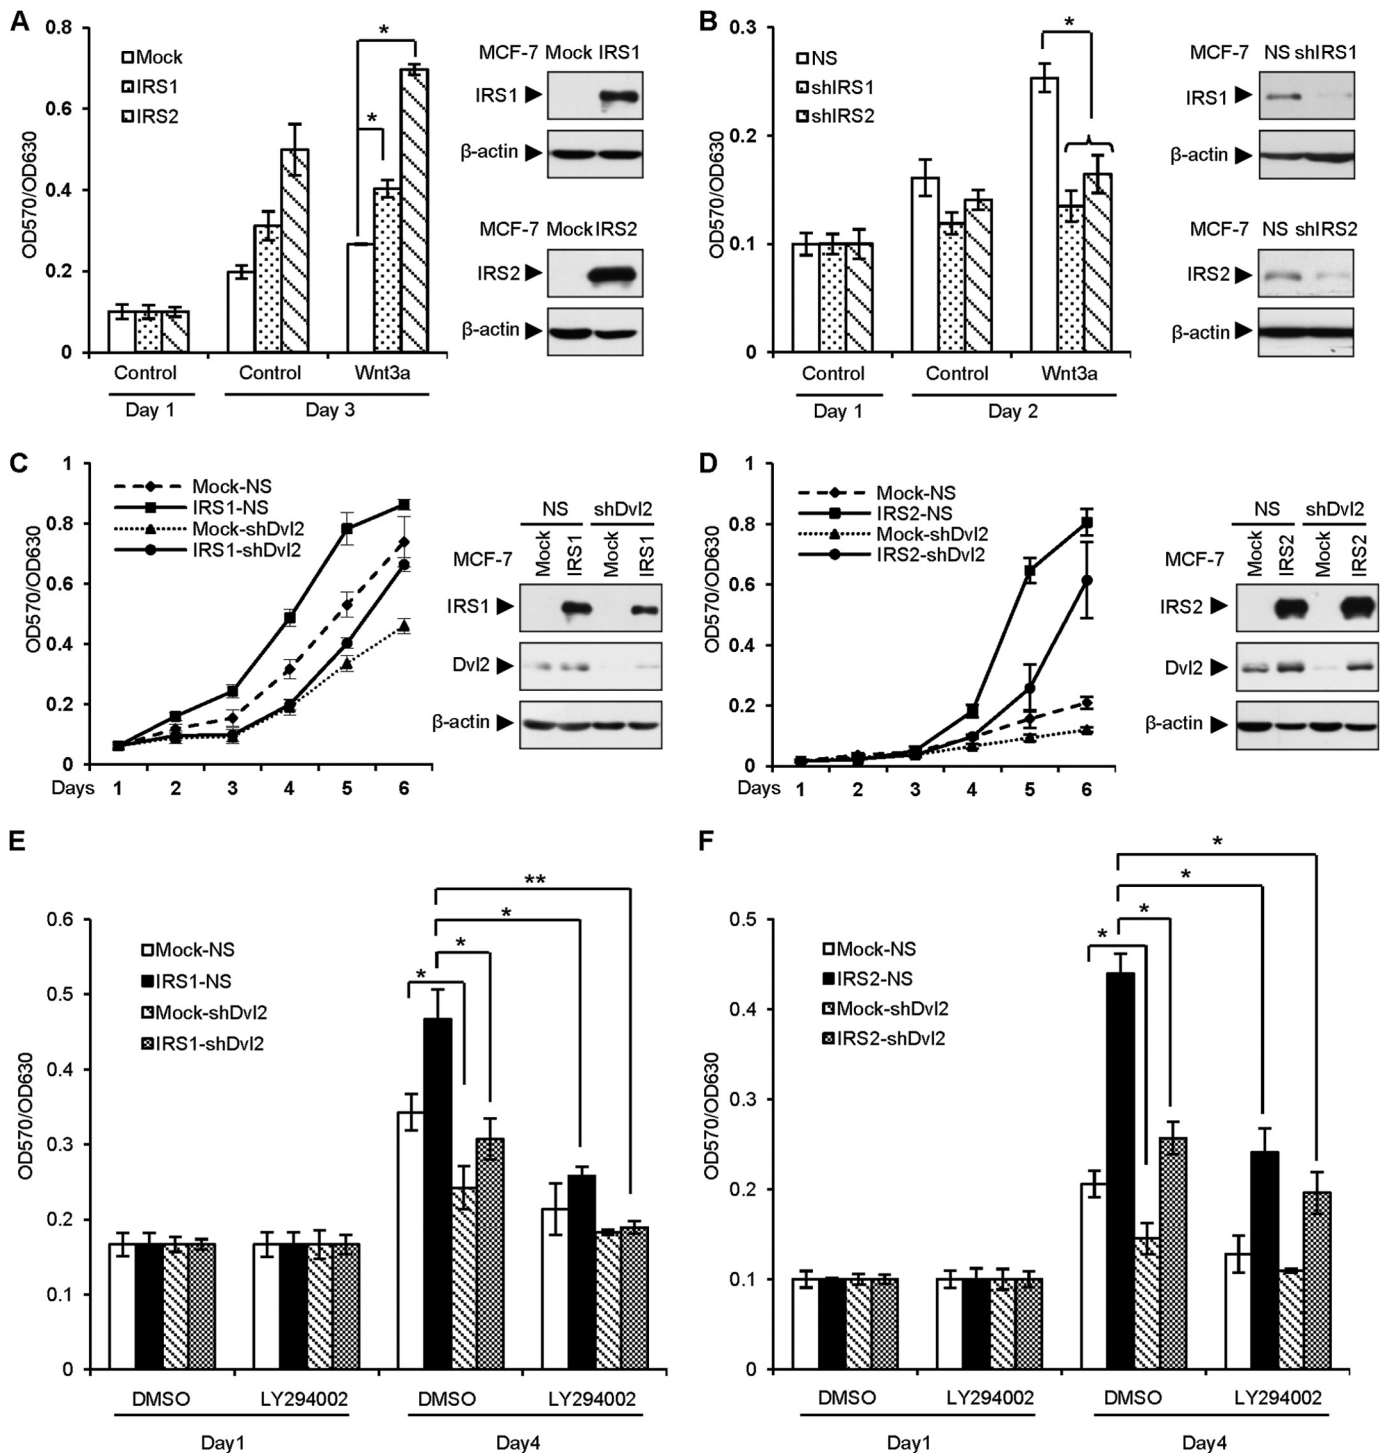 A
OD570/OD630
0.8
0.6
0.4
0.2
0
Mock
IRS1
IRS2
*
*
Control
Control
Wnt3a
Day 1
Day 3
MCF-7 Mock IRS1
IRS1
β-actin
MCF-7 Mock IRS2
IRS2
β-actin
B
OD570/OD630
0.3
0.2
0.1
0
NS
shIRS1
shIRS2
*
Control
Control
Wnt3a
Day 1
Day 2
MCF-7 NS shIRS1
IRS1
β-actin
MCF-7 NS shIRS2
IRS2
β-actin
C
OD570/OD630
1
0.8
0.6
0.4
0.2
0
Mock-NS
IRS1-NS
Mock-shDvl2
IRS1-shDvl2
Days 1 2 3 4 5 6
NS shDvl2
MCF-7 Mock IRS1 Mock IRS1
IRS1
Dvl2
β-actin
D
OD570/OD630
1
0.8
0.6
0.4
0.2
0
Mock-NS
IRS2-NS
Mock-shDvl2
IRS2-shDvl2
Days 1 2 3 4 5 6
NS shDvl2
MCF-7 Mock IRS2 Mock IRS2
IRS2
Dvl2
β-actin
E
OD570/OD630
0.6
0.5
0.4
0.3
0.2
0.1
0
Mock-NS
IRS1-NS
Mock-shDvl2
IRS1-shDvl2
**
*
*
*
DMSO LY294002 DMSO LY294002
Day1 Day4
F
OD570/OD630
0.5
0.4
0.3
0.2
0.1
0
Mock-NS
IRS2-NS
Mock-shDvl2
IRS2-shDvl2
*
*
*
*
DMSO LY294002 DMSO LY294002
Day1 Day4